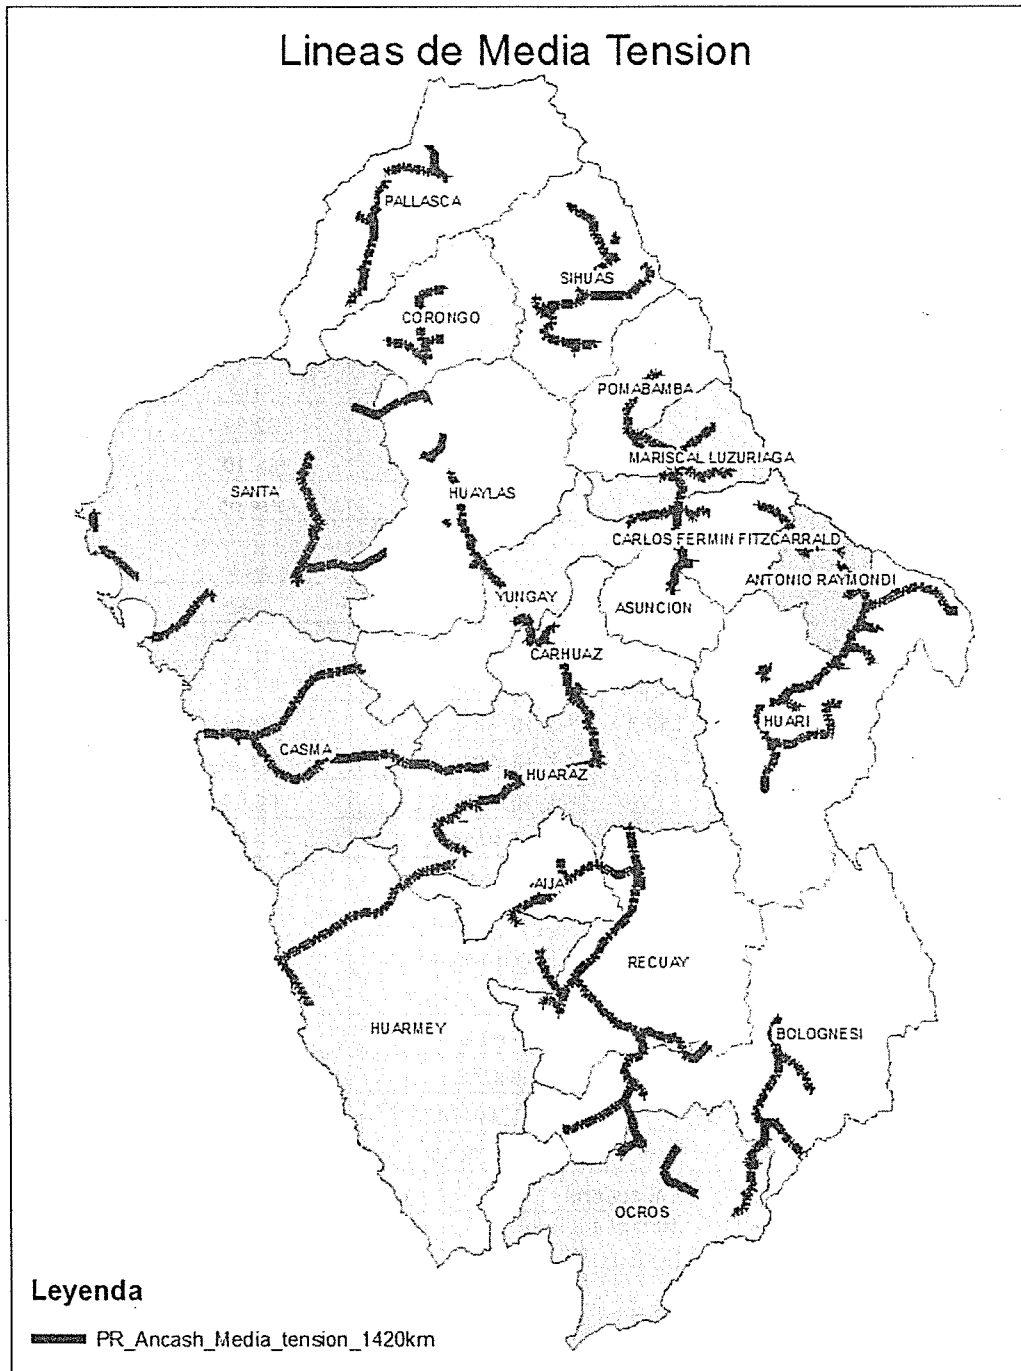 Lineas de Media Tension
PALLASCA
SIHUAS
CORONGO
POMABAMBA
MARISCAL LUZURIAGA
SANTA
HUAYLAS
CARLOS FERMIN FITZCARRALD
ANTONIO RAYMONDI
YUNGAY
ASUNCION
CARHUAZ
HUARI
CASMA
HUARAZ
AIJA
RECUAY
HUARMEY
BOLOGNESI
OCROS
Leyenda
PR_Ancash_Media_tension_1420km